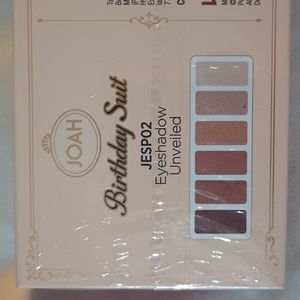 JOAH
Birthday Suit
JESP02
Eyeshadow
Unveiled